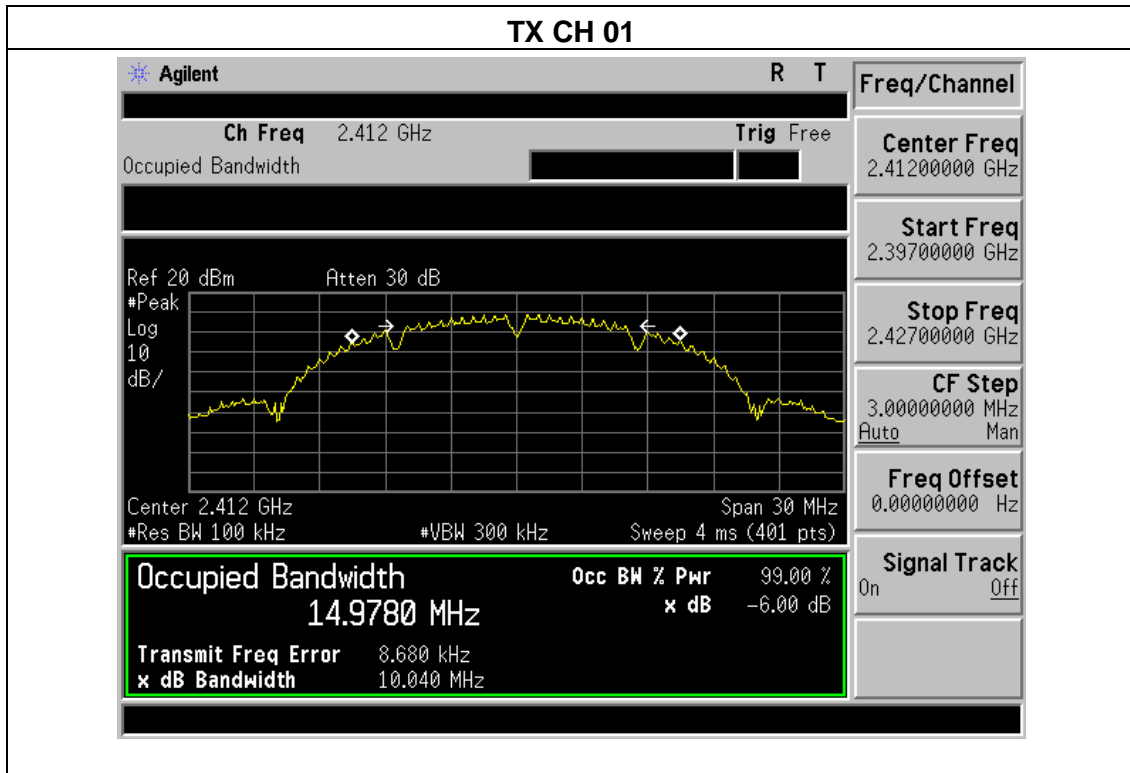 TX CH 01
Agilent R T
Freq/Channel
Ch Freq 2.412 GHz Trig Free
Occupied Bandwidth
Center Freq
2.41200000 GHz
Start Freq
2.39700000 GHz
Stop Freq
2.42700000 GHz
CF Step
3.00000000 MHz
Auto Man
Freq Offset
0.00000000 Hz
Signal Track
On Off
Ref 20 dBm Atten 30 dB
#Peak
Log
10
dB/
Center 2.412 GHz Span 30 MHz
#Res BW 100 kHz #VBW 300 kHz Sweep 4 ms (401 pts)
Occupied Bandwidth Occ BW % Pwr 99.00 %
14.9780 MHz x dB -6.00 dB
Transmit Freq Error 8.680 kHz
x dB Bandwidth 10.040 MHz